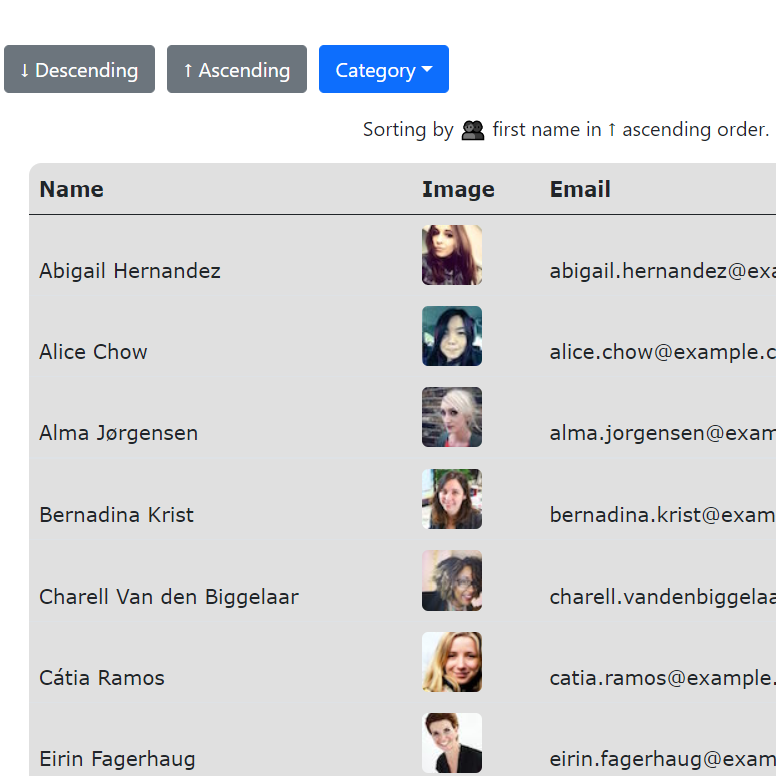 ↓ Descending ↑ Ascending Category
Sorting by first name in ↑ ascending order.
Name Image Email
Abigail Hernandez abigail.hernandez@exa
Alice Chow alice.chow@example.c
Alma Jørgensen alma.jorgensen@exam
Bernadina Krist bernadina.krist@exam
Charell Van den Biggelaar charell.vandenbiggelaa
Cátia Ramos catia.ramos@example.
Eirin Fagerhaug eirin.fagerhaug@exam